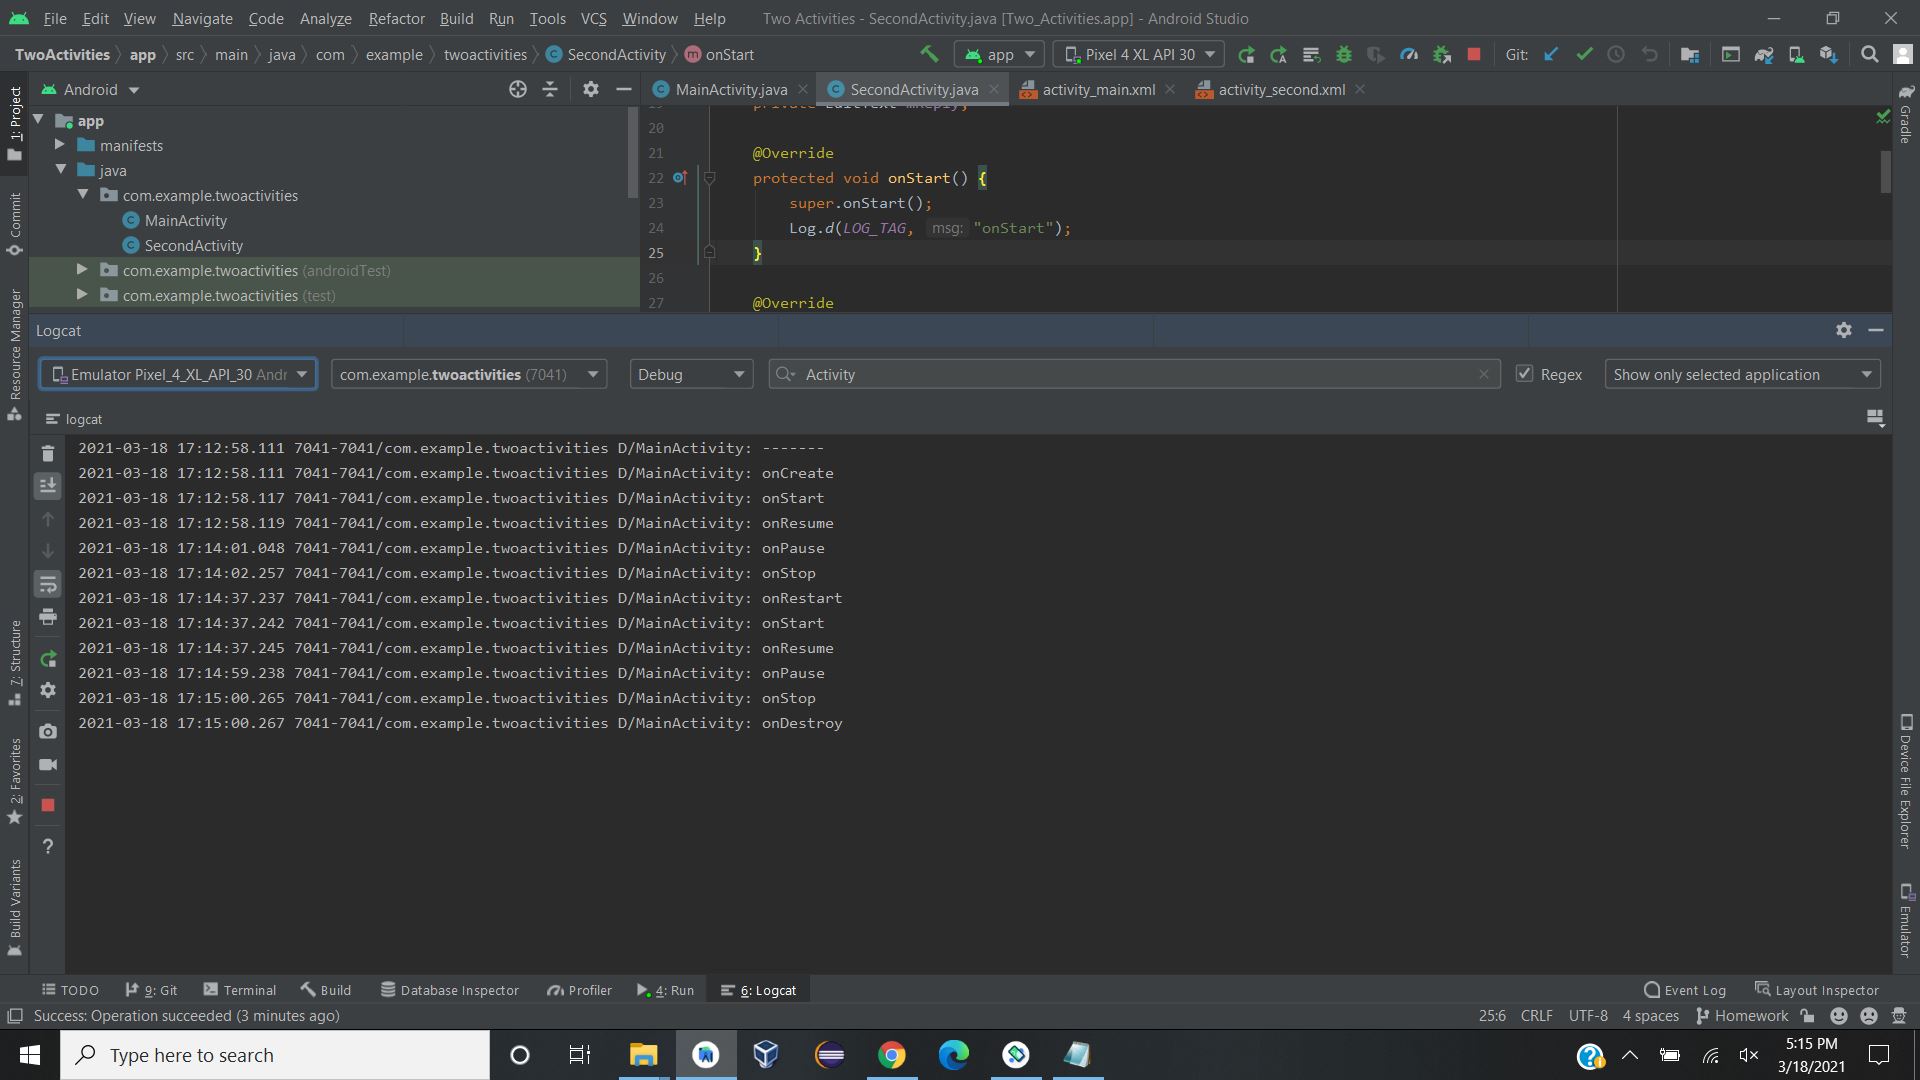 File Edit View Navigate Code Analyze Refactor Build Run Tools VCS Window Help Two Activities - SecondActivity.java [Two_Activities.app] - Android Studio
TwoActivities app src main java com example twoactivities SecondActivity onStart app Pixel 4 XL API 30 Git:
Android MainActivity.java SecondActivity.java activity_main.xml activity_second.xml
1: Project
Commit
Resource Manager
7: Structure
2: Favorites
Build Variants
app
manifests
java
com.example.twoactivities
MainActivity
SecondActivity
com.example.twoactivities (androidTest)
com.example.twoactivities (test)
19 private EditText mReply;
20
21 @Override
22 protected void onStart() {
23 super.onStart();
24 Log.d(LOG_TAG, msg: "onStart");
25 }
26
27 @Override
Gradle
Device File Explorer
Emulator
Logcat
Emulator Pixel_4_XL_API_30 Andr com.example.twoactivities (7041) Debug Activity Regex Show only selected application
logcat
2021-03-18 17:12:58.111 7041-7041/com.example.twoactivities D/MainActivity: -------
2021-03-18 17:12:58.111 7041-7041/com.example.twoactivities D/MainActivity: onCreate
2021-03-18 17:12:58.117 7041-7041/com.example.twoactivities D/MainActivity: onStart
2021-03-18 17:12:58.119 7041-7041/com.example.twoactivities D/MainActivity: onResume
2021-03-18 17:14:01.048 7041-7041/com.example.twoactivities D/MainActivity: onPause
2021-03-18 17:14:02.257 7041-7041/com.example.twoactivities D/MainActivity: onStop
2021-03-18 17:14:37.237 7041-7041/com.example.twoactivities D/MainActivity: onRestart
2021-03-18 17:14:37.242 7041-7041/com.example.twoactivities D/MainActivity: onStart
2021-03-18 17:14:37.245 7041-7041/com.example.twoactivities D/MainActivity: onResume
2021-03-18 17:14:59.238 7041-7041/com.example.twoactivities D/MainActivity: onPause
2021-03-18 17:15:00.265 7041-7041/com.example.twoactivities D/MainActivity: onStop
2021-03-18 17:15:00.267 7041-7041/com.example.twoactivities D/MainActivity: onDestroy
TODO 9: Git Terminal Build Database Inspector Profiler 4: Run 6: Logcat Event Log Layout Inspector
Success: Operation succeeded (3 minutes ago) 25:6 CRLF UTF-8 4 spaces Homework
Type here to search
5:15 PM
3/18/2021